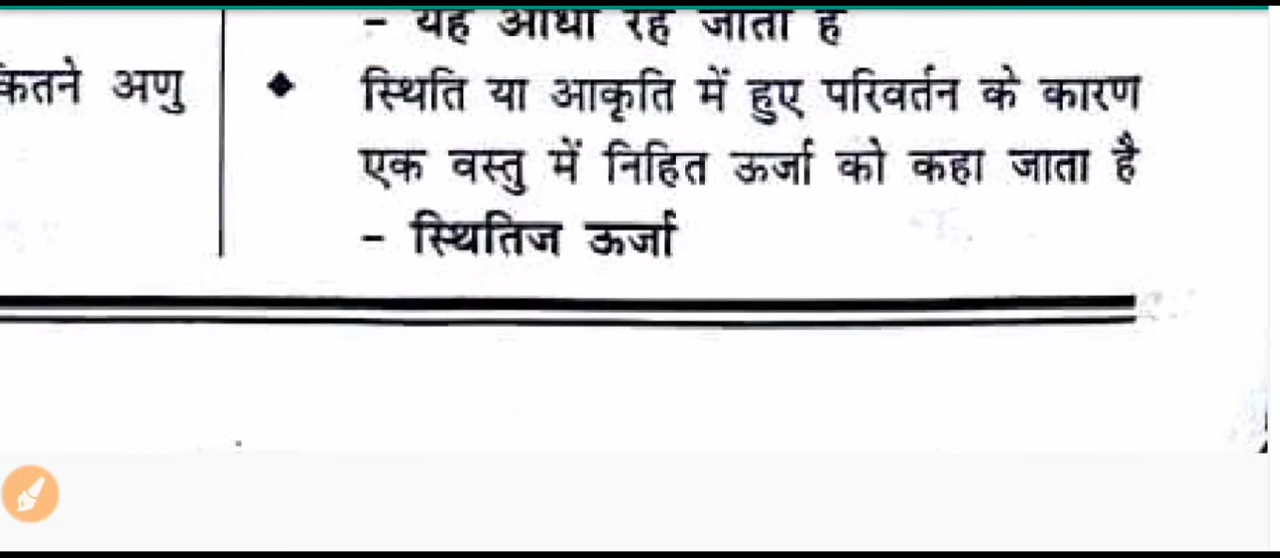 - यह आधा रह जाता है
कितने अणु
◆ स्थिति या आकृति में हुए परिवर्तन के कारण
एक वस्तु में निहित ऊर्जा को कहा जाता है
- स्थितिज ऊर्जा